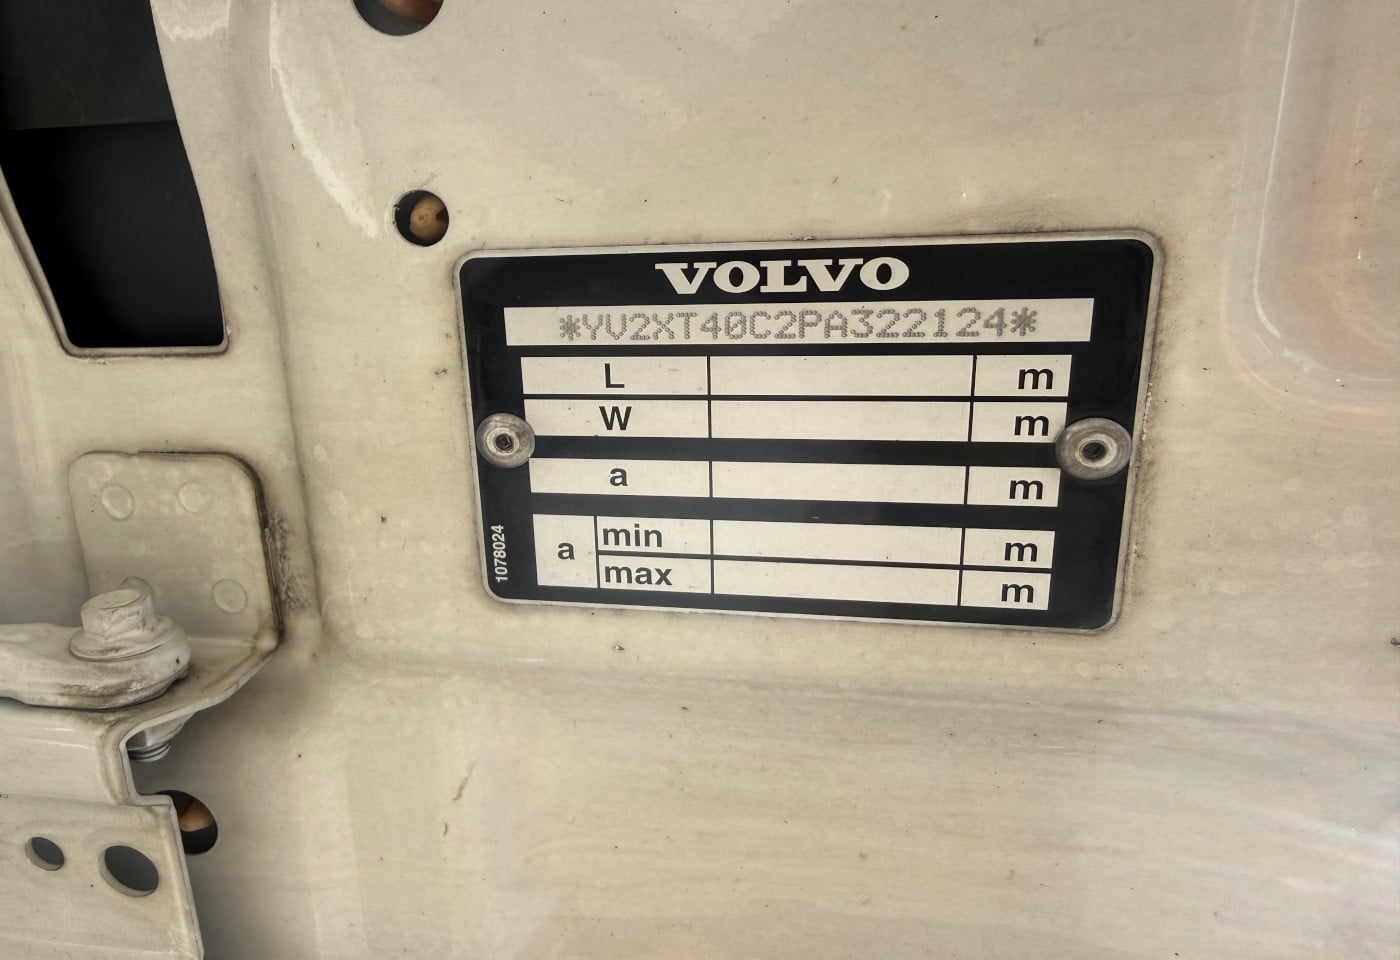 VOLVO
*YV2XT40C2PA322124*
L m
W m
a m
a min m
max m
1078024